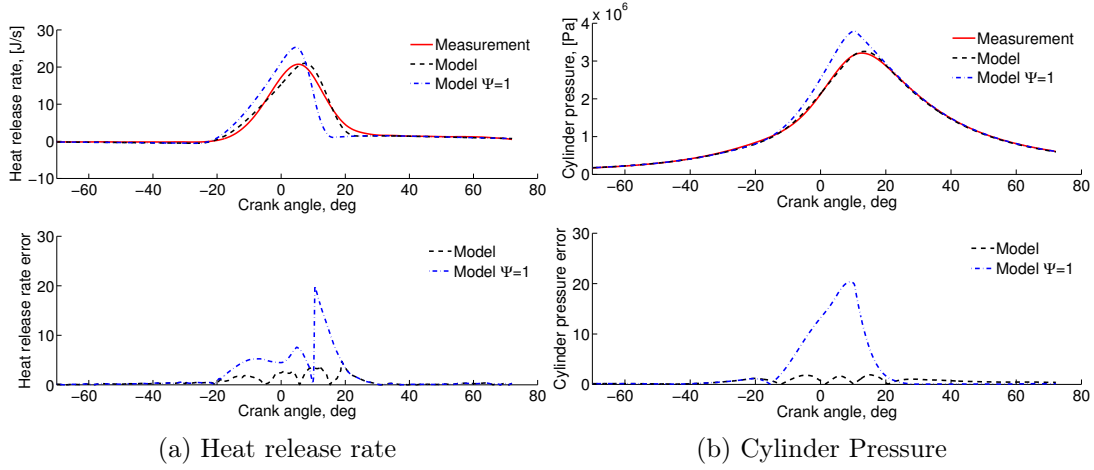 Heat release rate, [J/s]
30
20
10
0
−10
−60 −40 −20 0 20 40 60 80
Crank angle, deg
Measurement
Model
Model Ψ=1
Cylinder pressure, [Pa]
x 10⁶
4
3
2
1
0
−60 −40 −20 0 20 40 60 80
Crank angle, deg
Measurement
Model
Model Ψ=1
Heat release rate error
30
20
10
0
−60 −40 −20 0 20 40 60 80
Crank angle, deg
Model
Model Ψ=1
Cylinder pressure error
30
20
10
0
−60 −40 −20 0 20 40 60 80
Crank angle, deg
Model
Model Ψ=1
(a) Heat release rate
(b) Cylinder Pressure